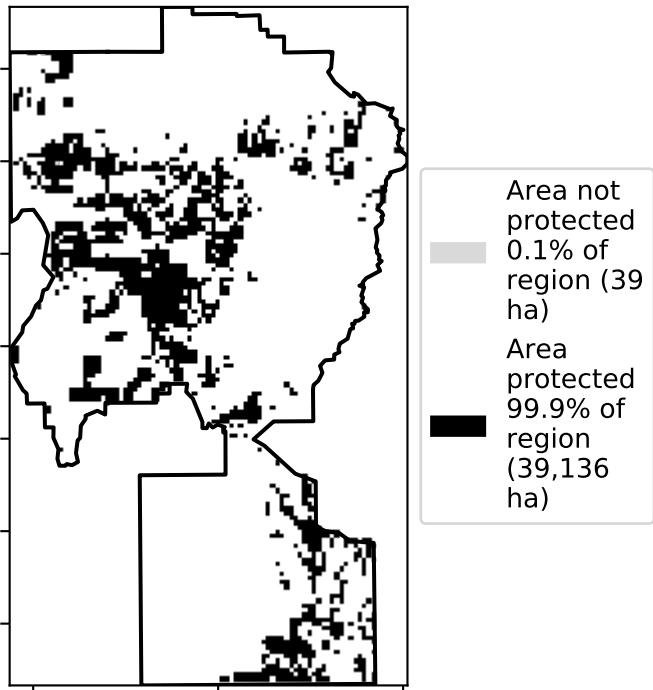 Area not
protected
0.1% of
region (39
ha)
Area
protected
99.9% of
region
(39,136
ha)